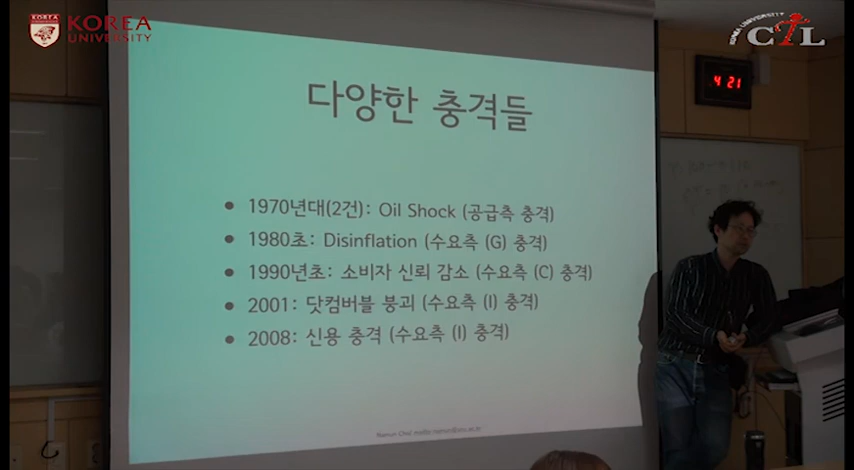 KOREA
UNIVERSITY
KOREA UNIVERSITY
CTL
4 21
다양한 충격들
• 1970년대(2건): Oil Shock (공급측 충격)
• 1980초: Disinflation (수요측 (G) 충격)
• 1990년초: 소비자 신뢰 감소 (수요측 (C) 충격)
• 2001: 닷컴버블 붕괴 (수요측 (I) 충격)
• 2008: 신용 충격 (수요측 (I) 충격)